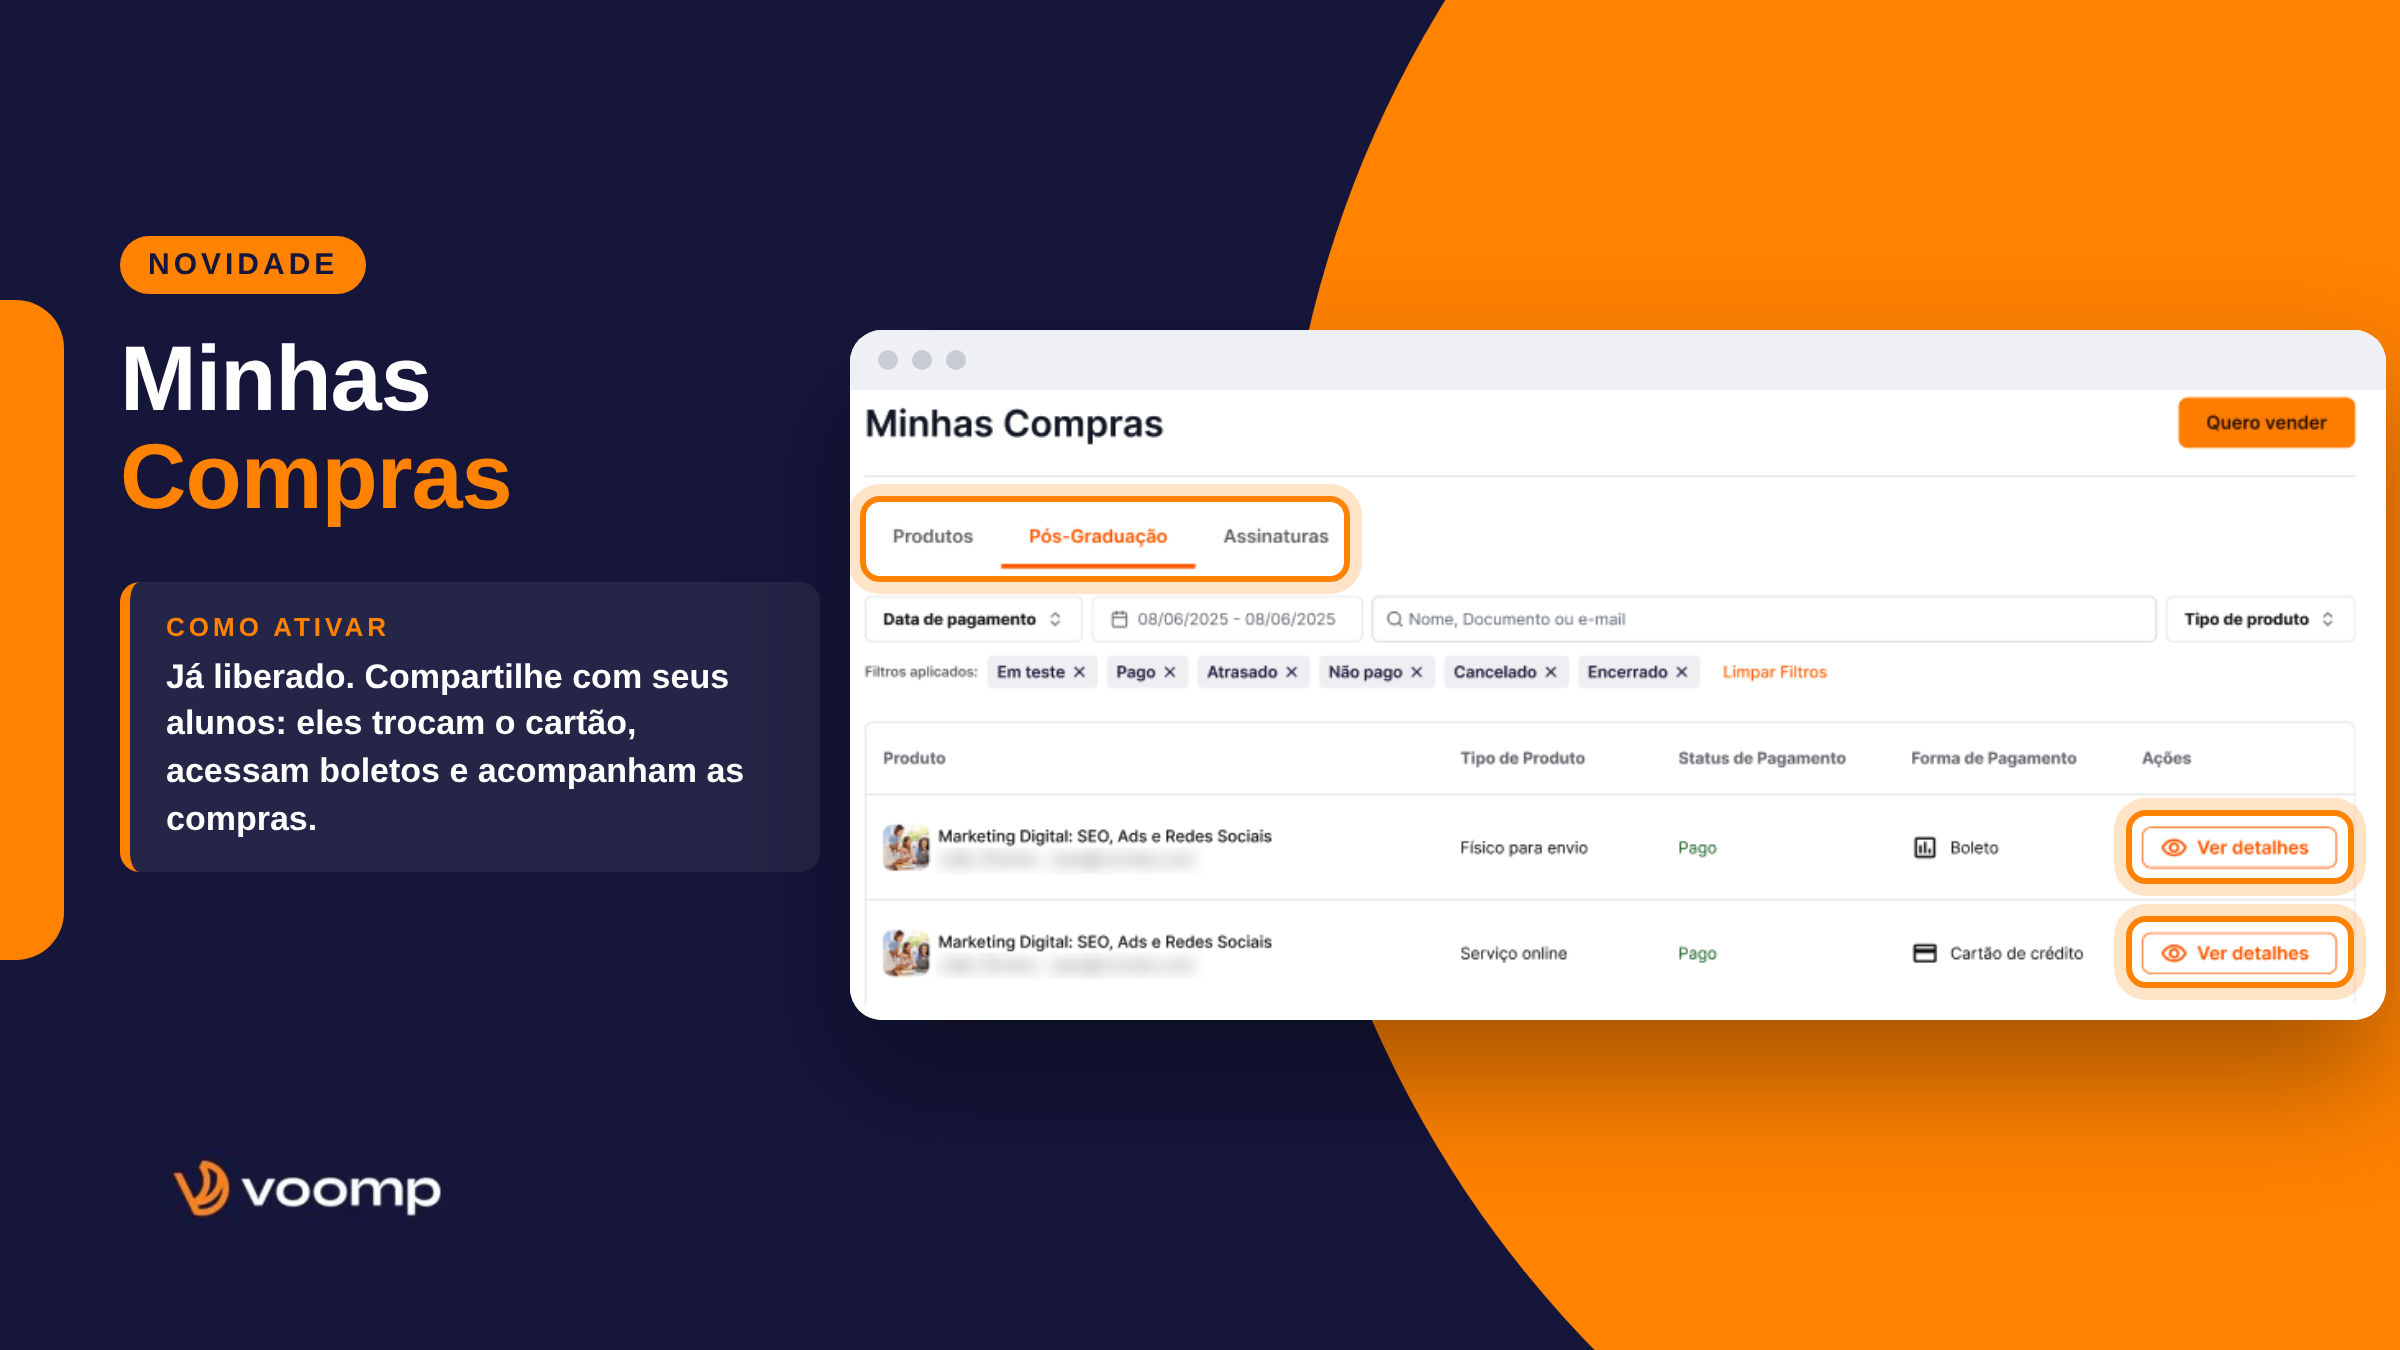 NOVIDADE
Minhas
Compras
COMO ATIVAR
Já liberado. Compartilhe com seus
alunos: eles trocam o cartão,
acessam boletos e acompanham as
compras.
voomp
Minhas Compras
Quero vender
Produtos Pós-Graduação Assinaturas
Data de pagamento 08/06/2025 - 08/06/2025 Nome, Documento ou e-mail Tipo de produto
Filtros aplicados: Em teste Pago Atrasado Não pago Cancelado Encerrado Limpar Filtros
Produto Tipo de Produto Status de Pagamento Forma de Pagamento Ações
Marketing Digital: SEO, Ads e Redes Sociais Físico para envio Pago Boleto Ver detalhes
Marketing Digital: SEO, Ads e Redes Sociais Serviço online Pago Cartão de crédito Ver detalhes